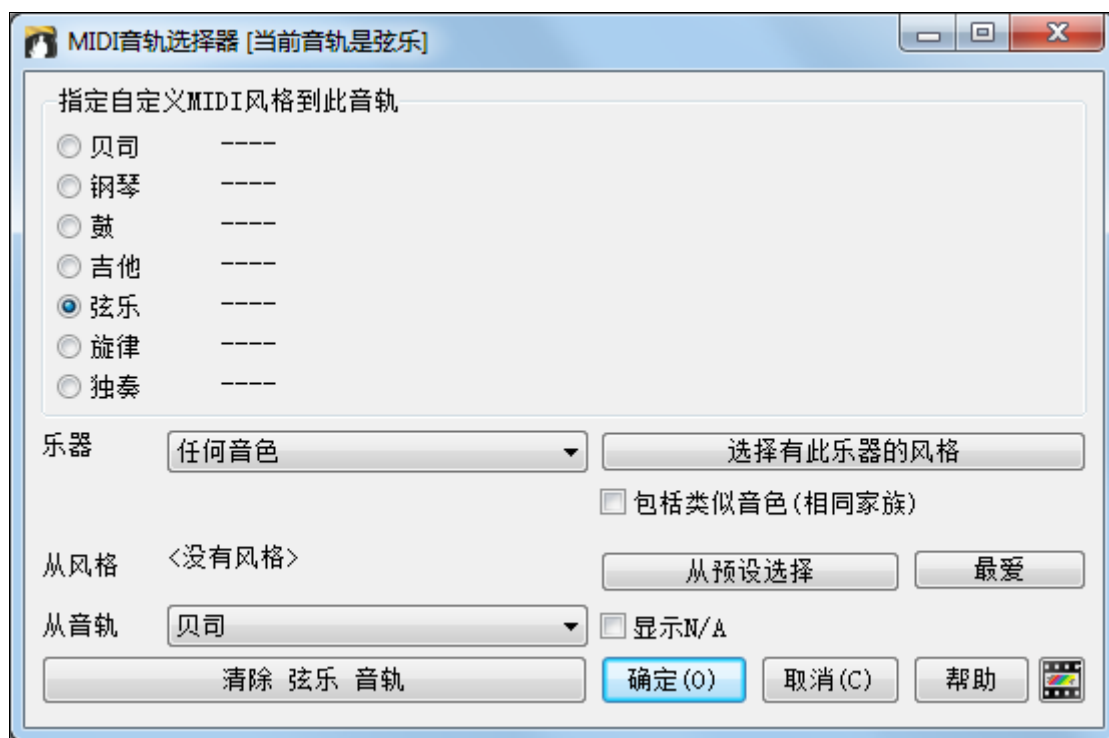 MIDI音轨选择器 [当前音轨是弦乐]
指定自定义MIDI风格到此音轨
贝司 ----
钢琴 ----
鼓 ----
吉他 ----
弦乐 ----
旋律 ----
独奏 ----
乐器 任何音色 选择有此乐器的风格
包括类似音色(相同家族)
从风格 <没有风格> 从预设选择 最爱
从音轨 贝司 显示N/A
清除 弦乐 音轨 确定(O) 取消(C) 帮助